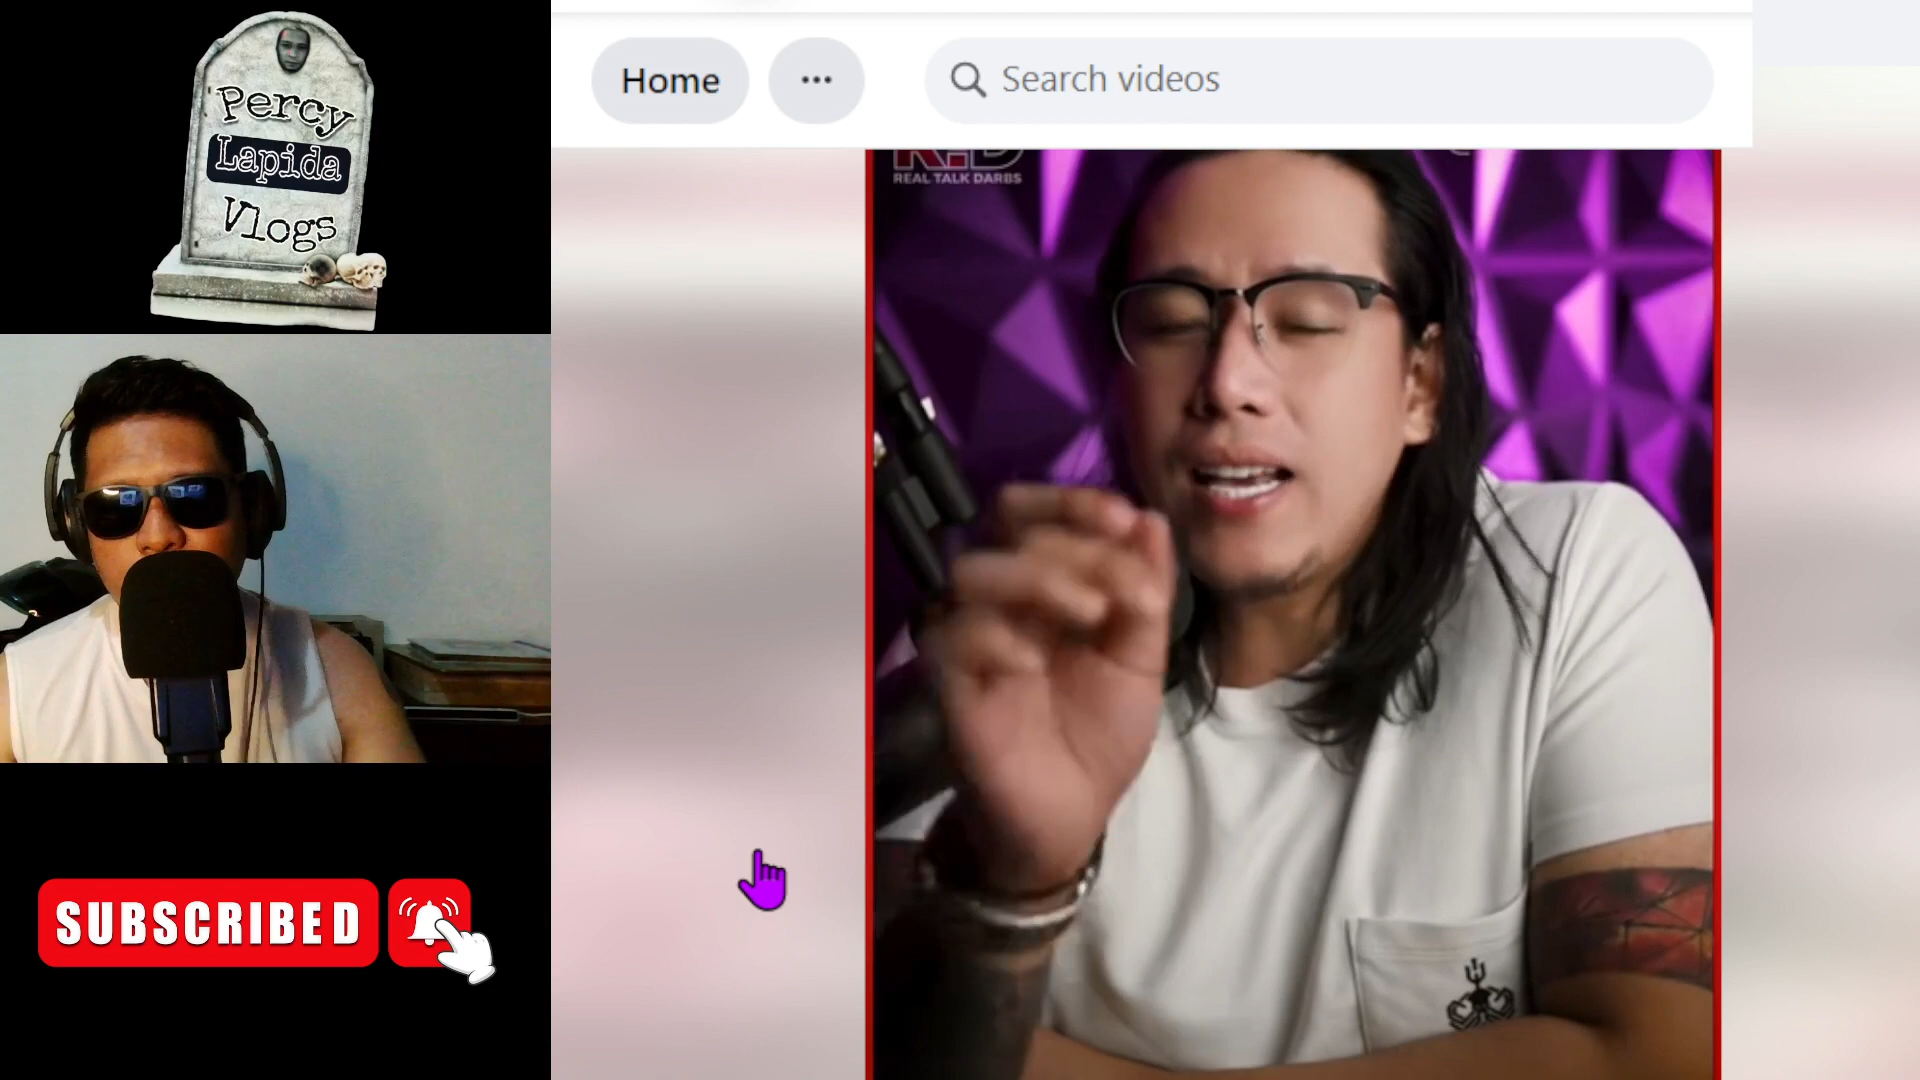 Percy
Lapida
Vlogs
Home
Search videos
REAL TALK DARBS
SUBSCRIBED